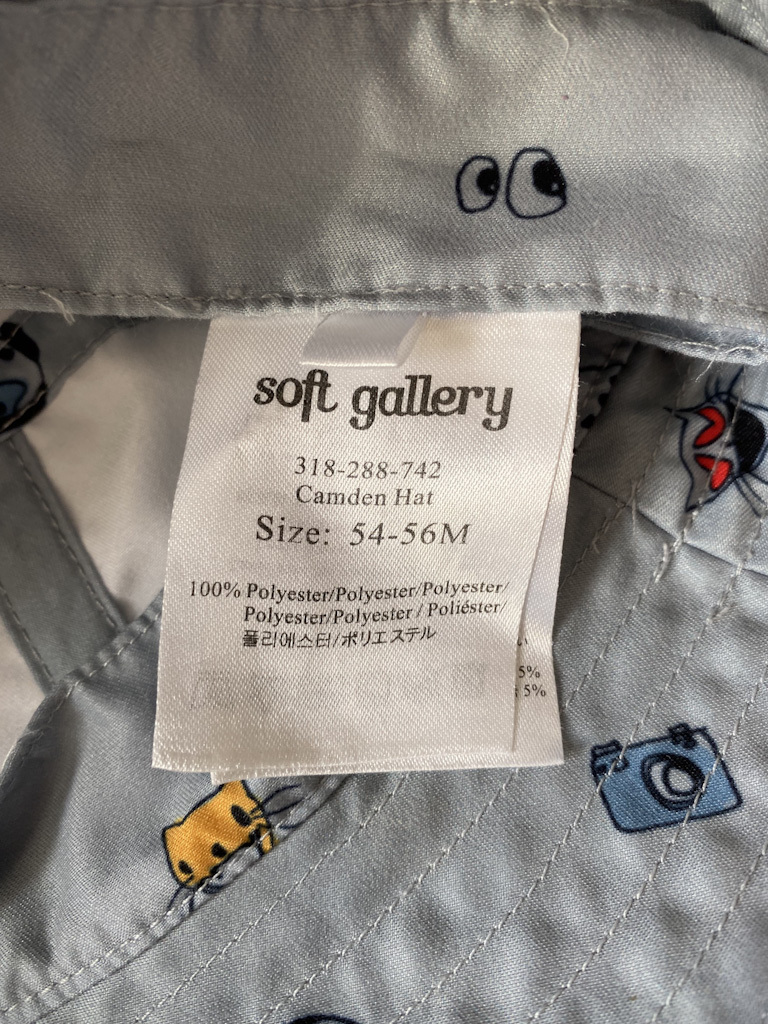 soft gallery
318-288-742
Camden Hat
Size: 54-56M
100% Polyester/Polyester/Polyester/
Polyester/Polyester / Poliéster/
폴리에스터/ポリエステル
5%
5%